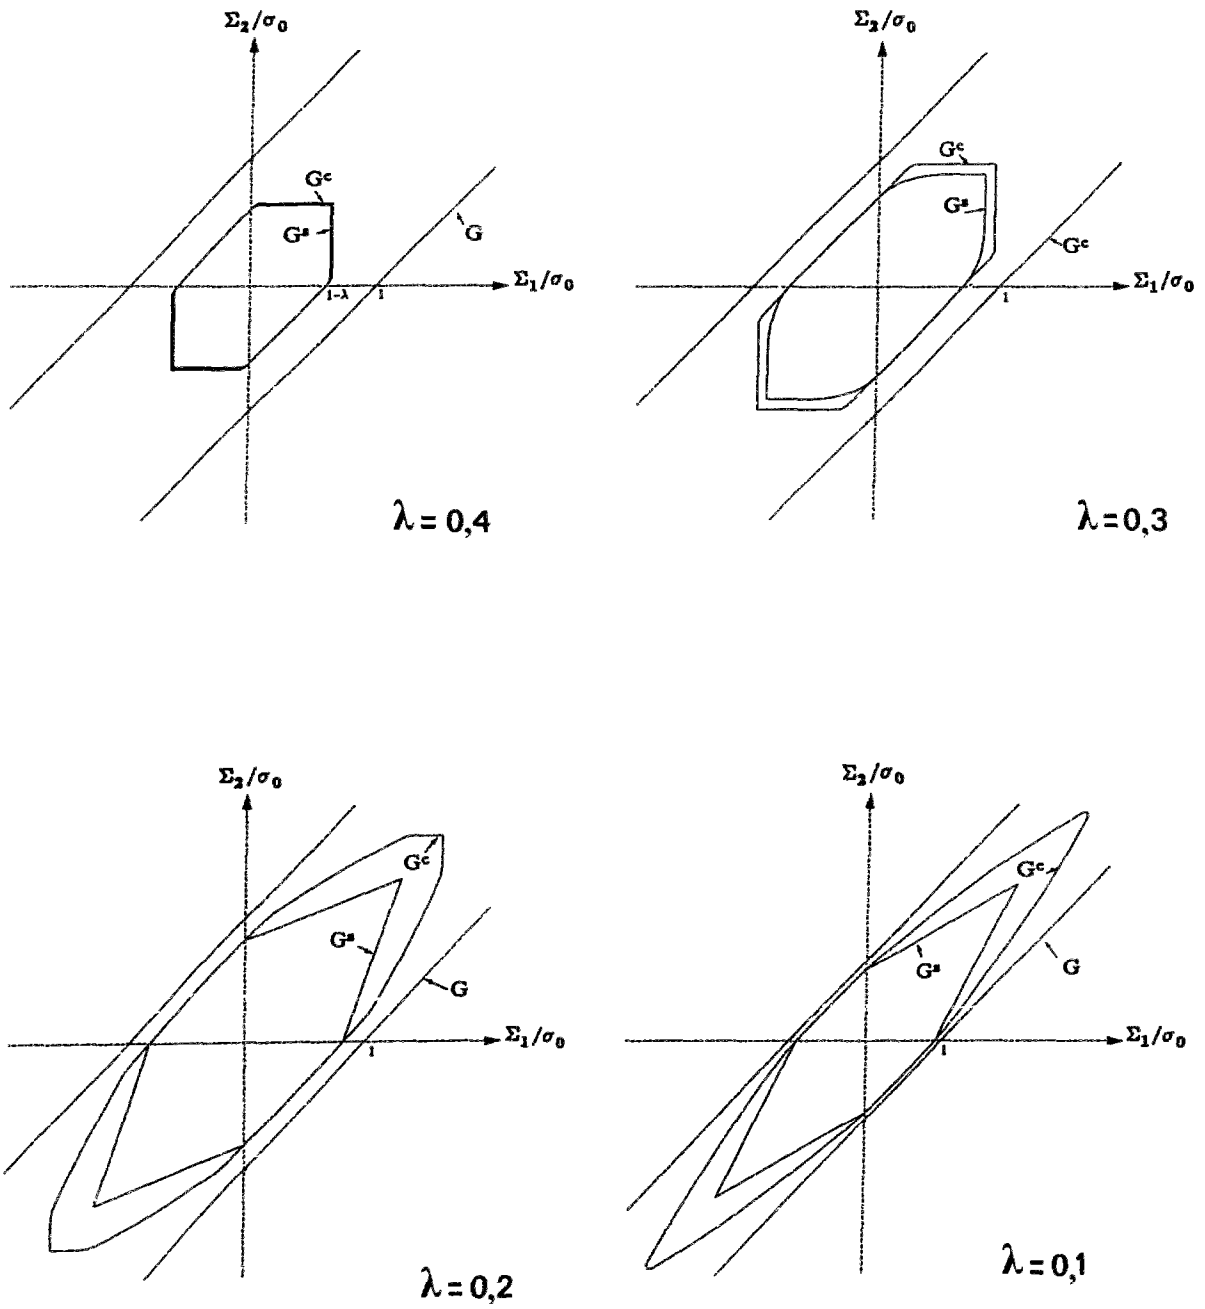 Σ₂/σ₀
Gᶜ
Gˢ
G
Σ₁/σ₀
1-λ
1
λ = 0,4
Σ₂/σ₀
Gᶜ
Gˢ
Gᶜ
Σ₁/σ₀
1
λ = 0,3
Σ₂/σ₀
Gᶜ
Gˢ
G
Σ₁/σ₀
1
λ = 0,2
Σ₂/σ₀
Gᶜ
Gˢ
G
Σ₁/σ₀
1
λ = 0,1